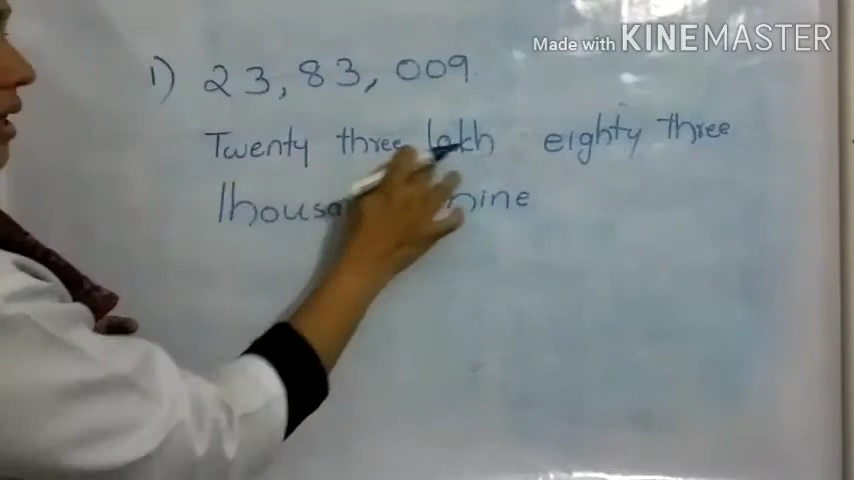 Made with KINEMASTER
1) 23, 83, 009
Twenty three lakh eighty three
nine